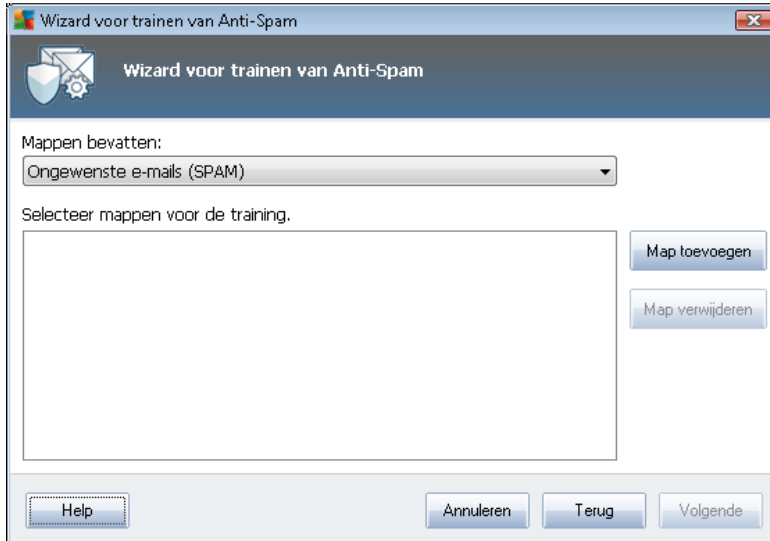 Wizard voor trainen van Anti-Spam
Wizard voor trainen van Anti-Spam
Mappen bevatten:
Ongewenste e-mails (SPAM)
Selecteer mappen voor de training.
Map toevoegen
Map verwijderen
Help
Annuleren
Terug
Volgende